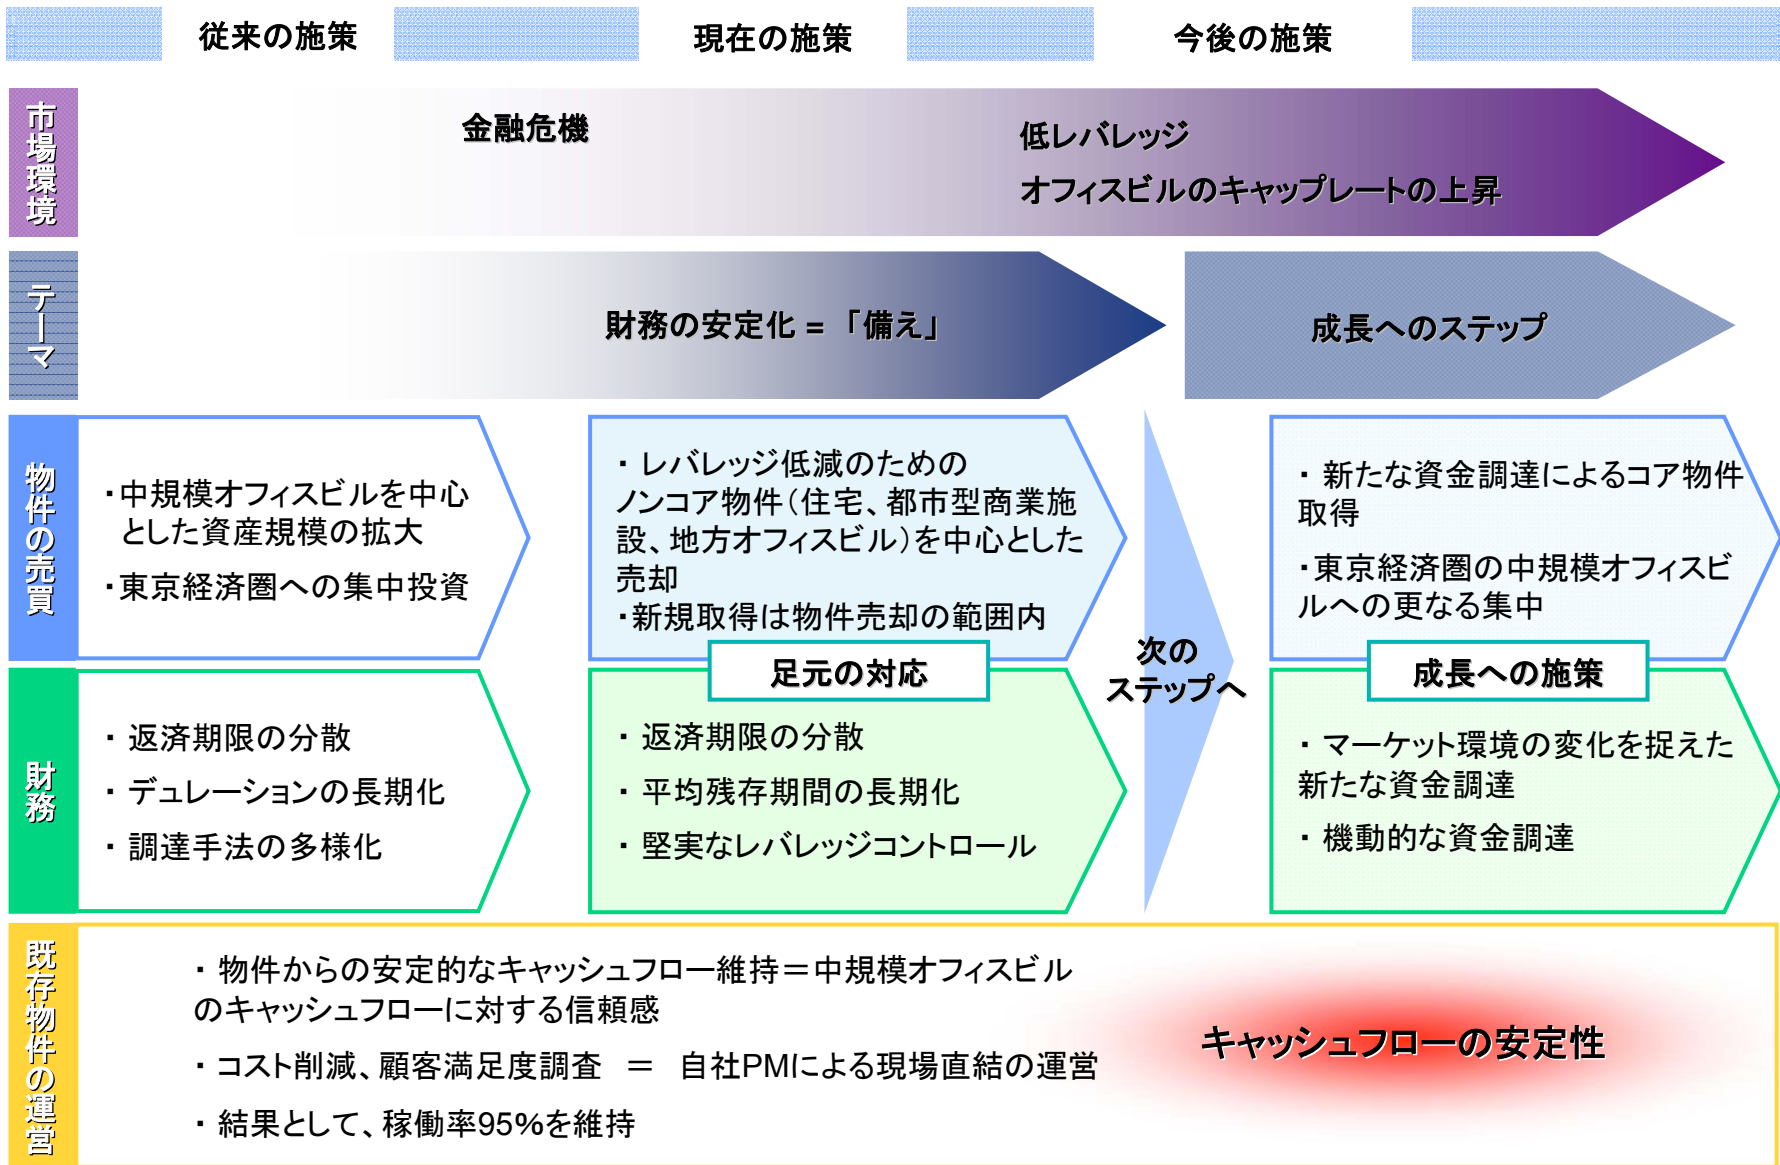 従来の施策
現在の施策
今後の施策
市場環境
金融危機
低レバレッジ
オフィスビルのキャップレートの上昇
テーマ
財務の安定化 = 「備え」
成長へのステップ
物件の売買
・中規模オフィスビルを中心
とした資産規模の拡大
・東京経済圏への集中投資
・ レバレッジ低減のための
ノンコア物件(住宅、都市型商業施
設、地方オフィスビル)を中心とした
売却
・新規取得は物件売却の範囲内
・ 新たな資金調達によるコア物件
取得
・東京経済圏の中規模オフィスビ
ルへの更なる集中
足元の対応
次の
ステップへ
成長への施策
財務
・ 返済期限の分散
・ デュレーションの長期化
・ 調達手法の多様化
・ 返済期限の分散
・ 平均残存期間の長期化
・ 堅実なレバレッジコントロール
・ マーケット環境の変化を捉えた
新たな資金調達
・ 機動的な資金調達
既存物件の運営
・ 物件からの安定的なキャッシュフロー維持=中規模オフィスビル
のキャッシュフローに対する信頼感
・ コスト削減、顧客満足度調査 = 自社PMによる現場直結の運営
・ 結果として、稼働率95%を維持
キャッシュフローの安定性